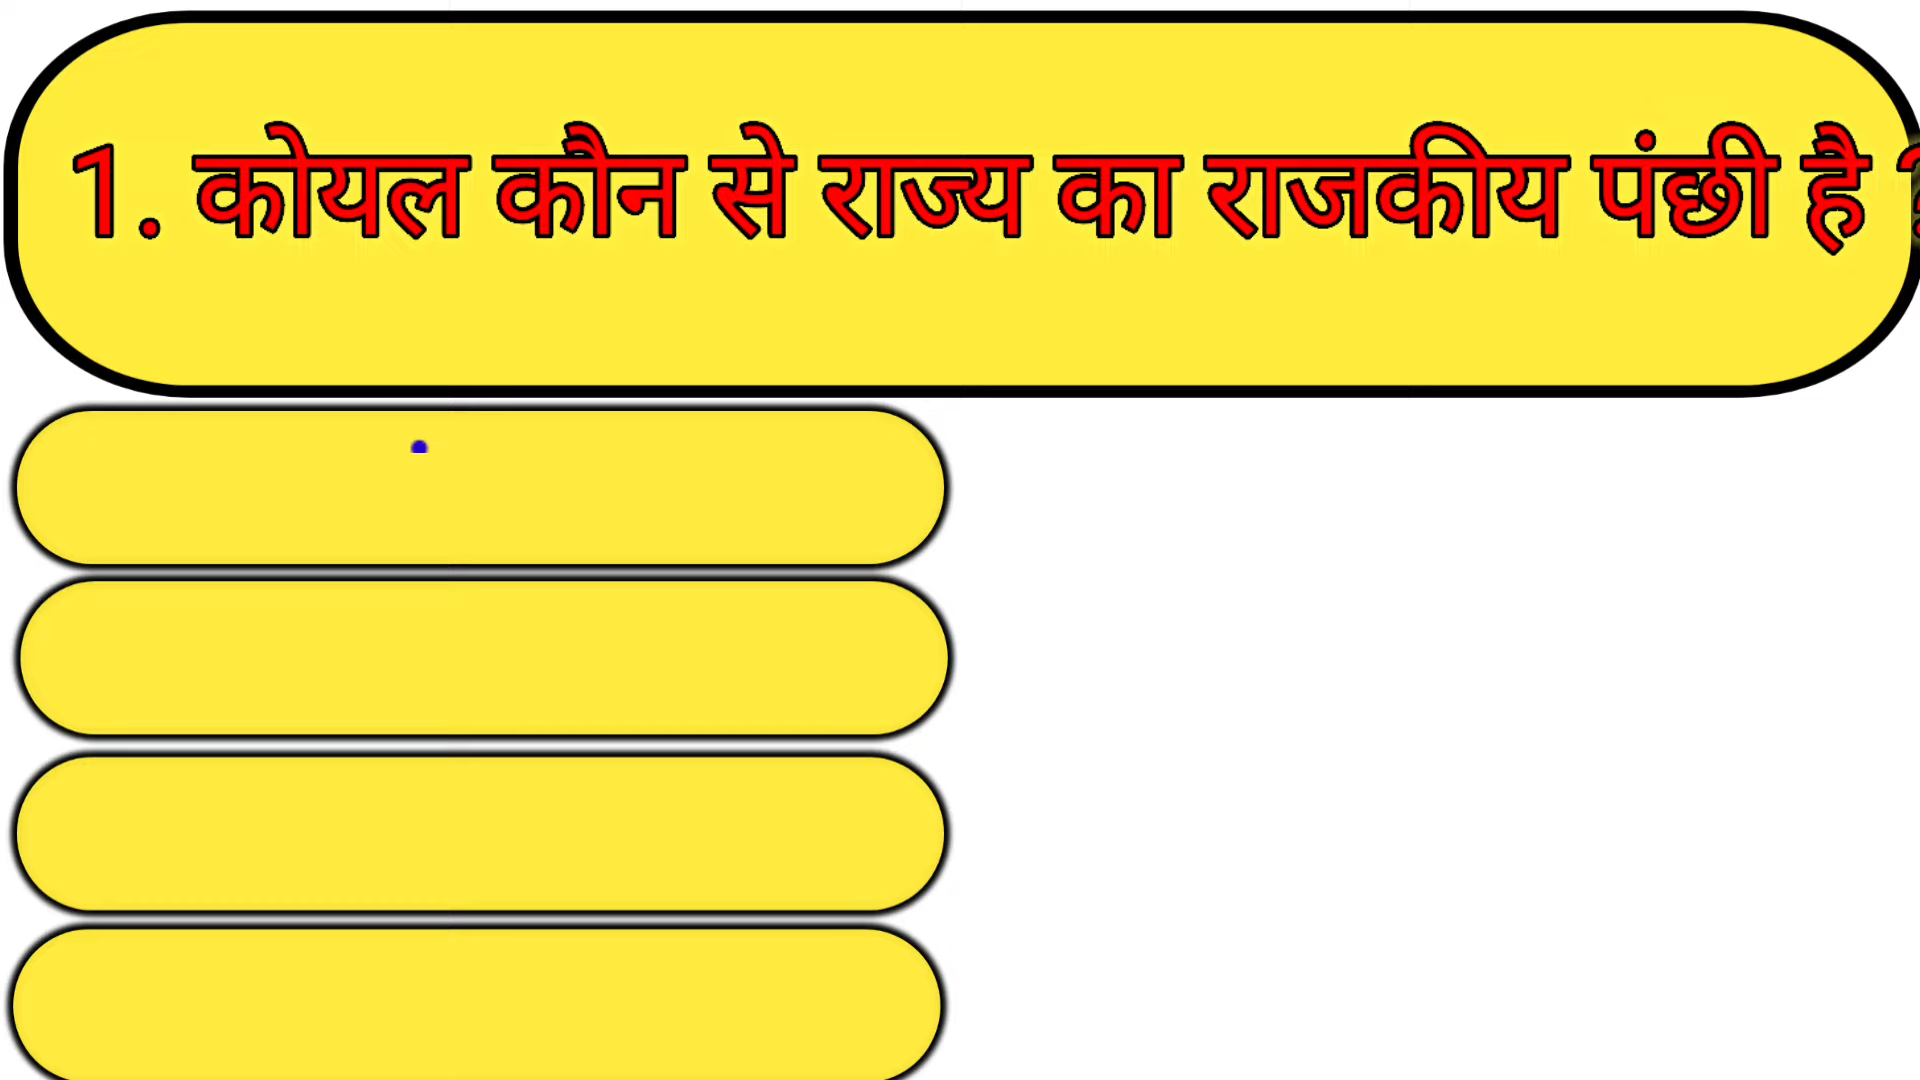 1. कोयल कौन से राज्य का राजकीय पंछी है ?